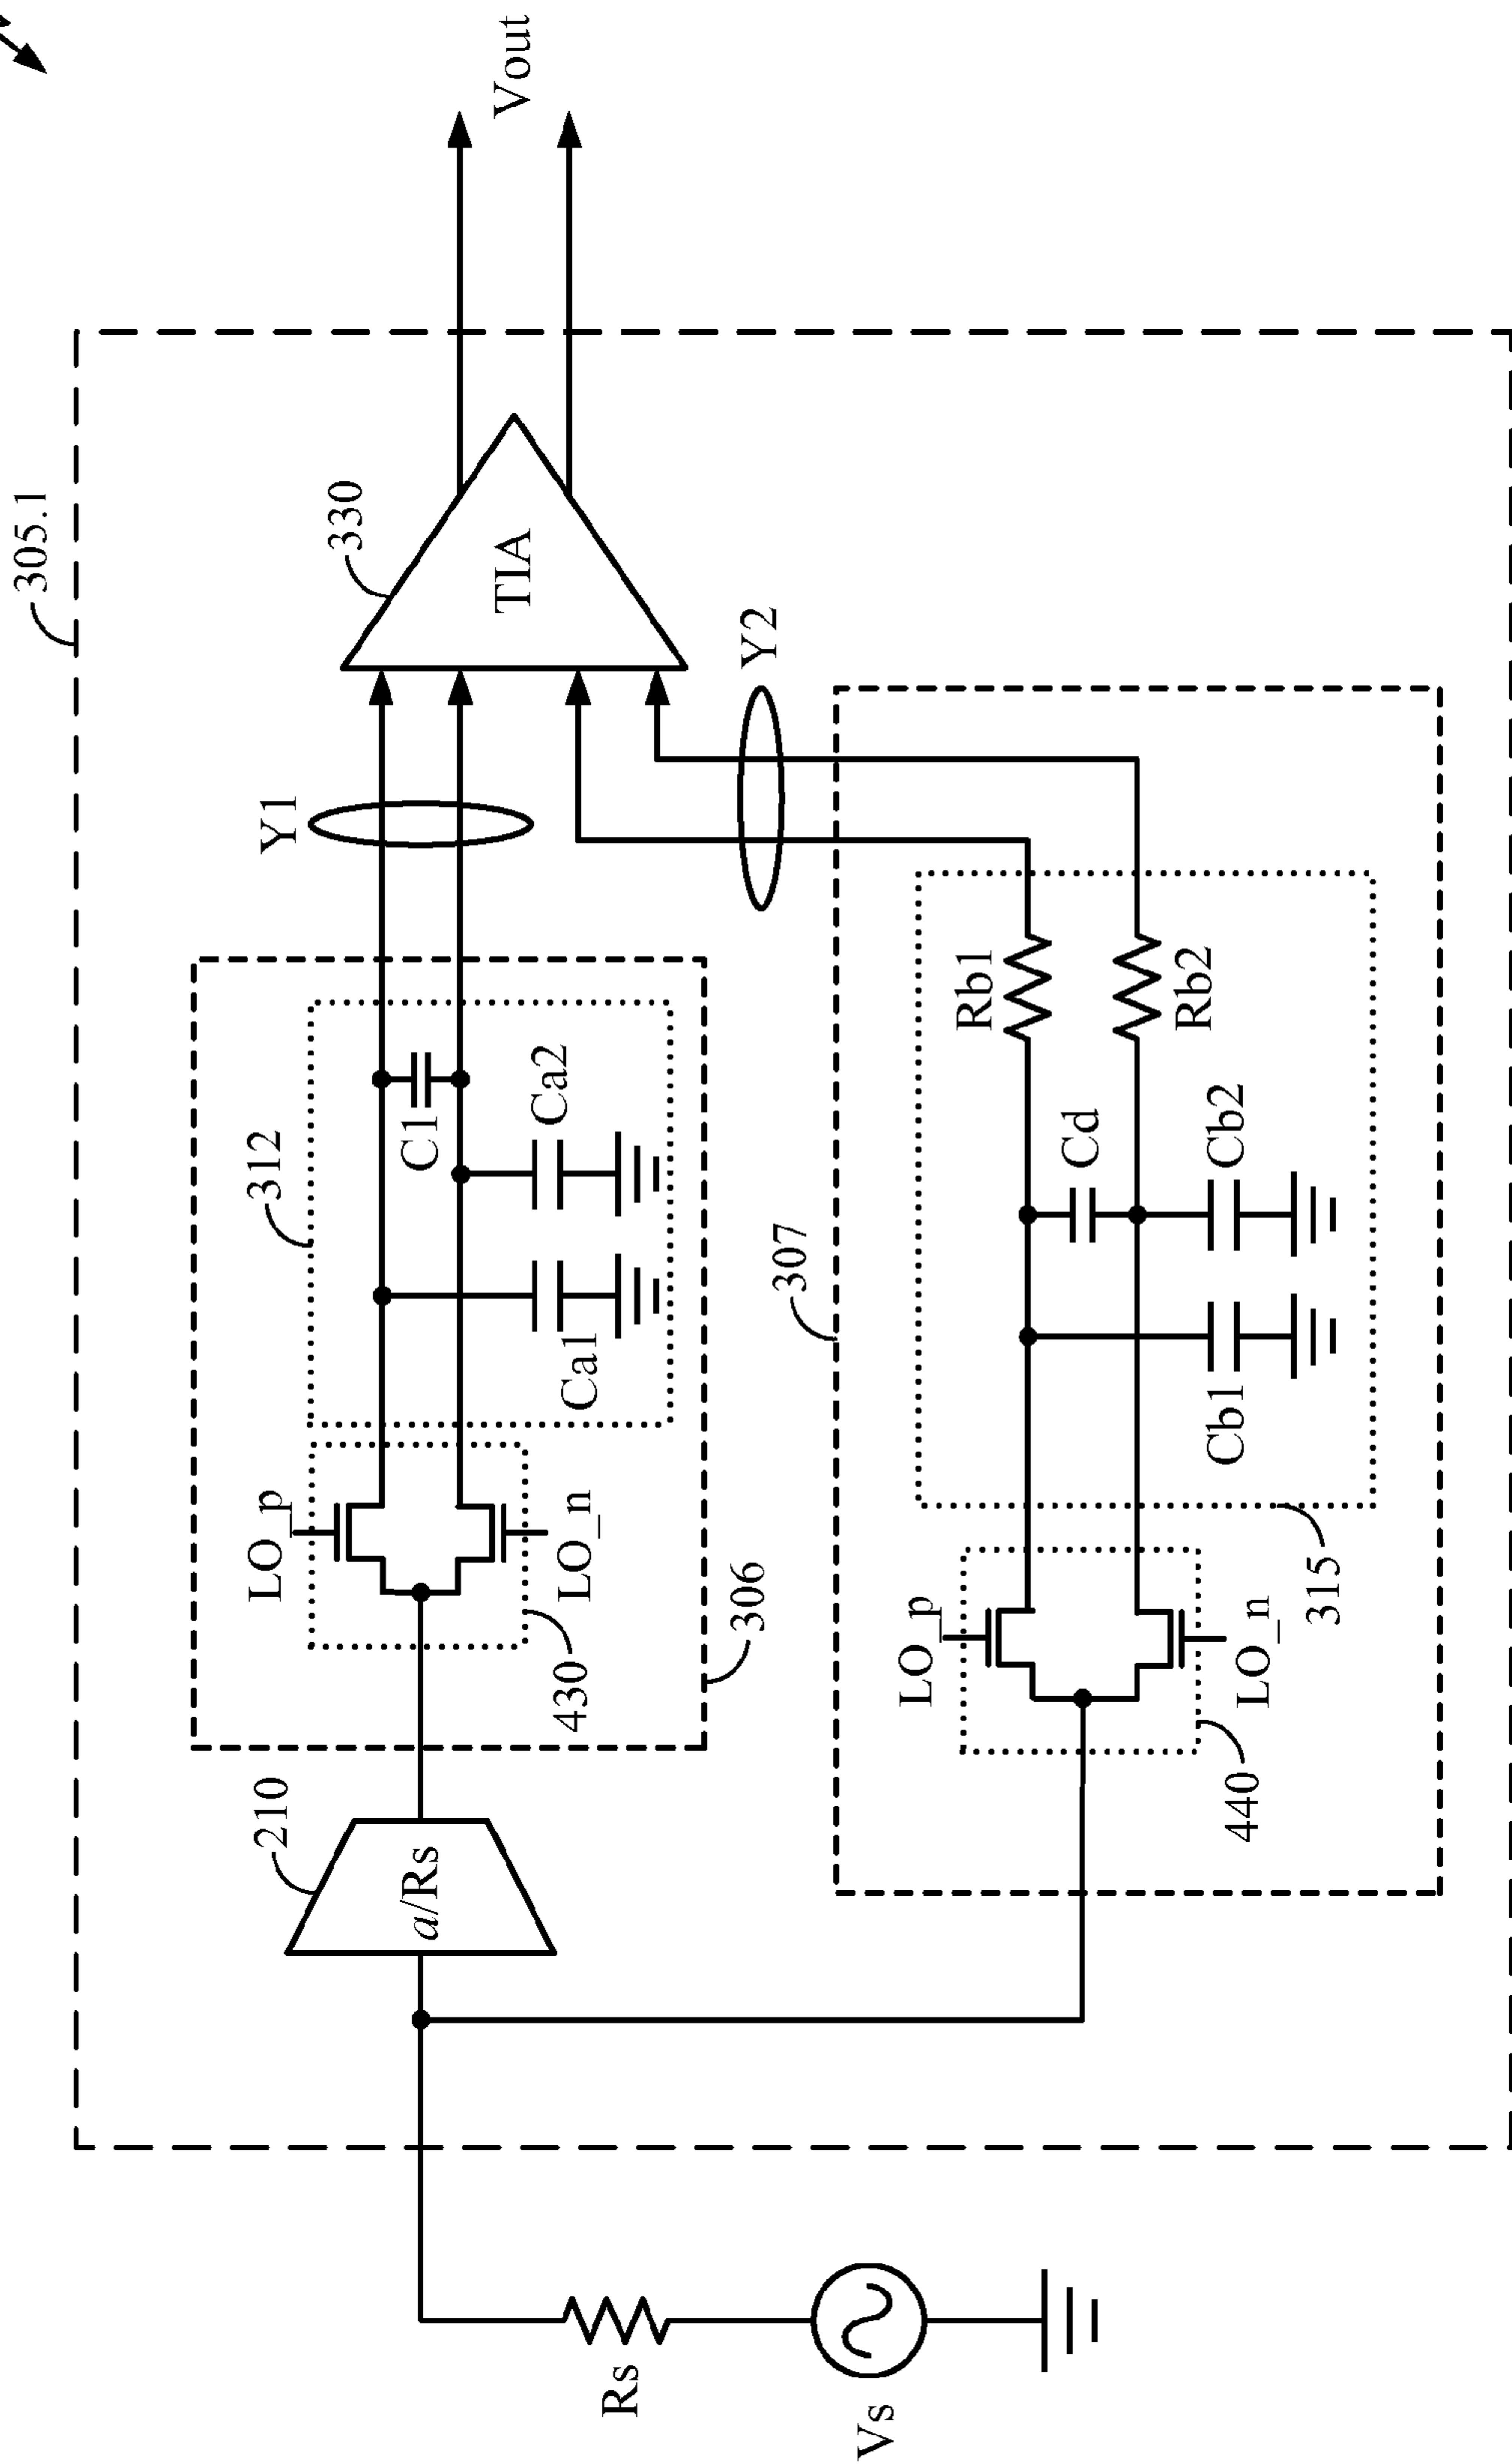 305.1
210
a/Rs
LO_p
LO_n
430
306
312
C1
Ca1
Ca2
Y1
330
TIA
Vout
Y2
307
LO_p
LO_n
440
315
Cb1
Cd
Cb2
Rb1
Rb2
Rs
Vs